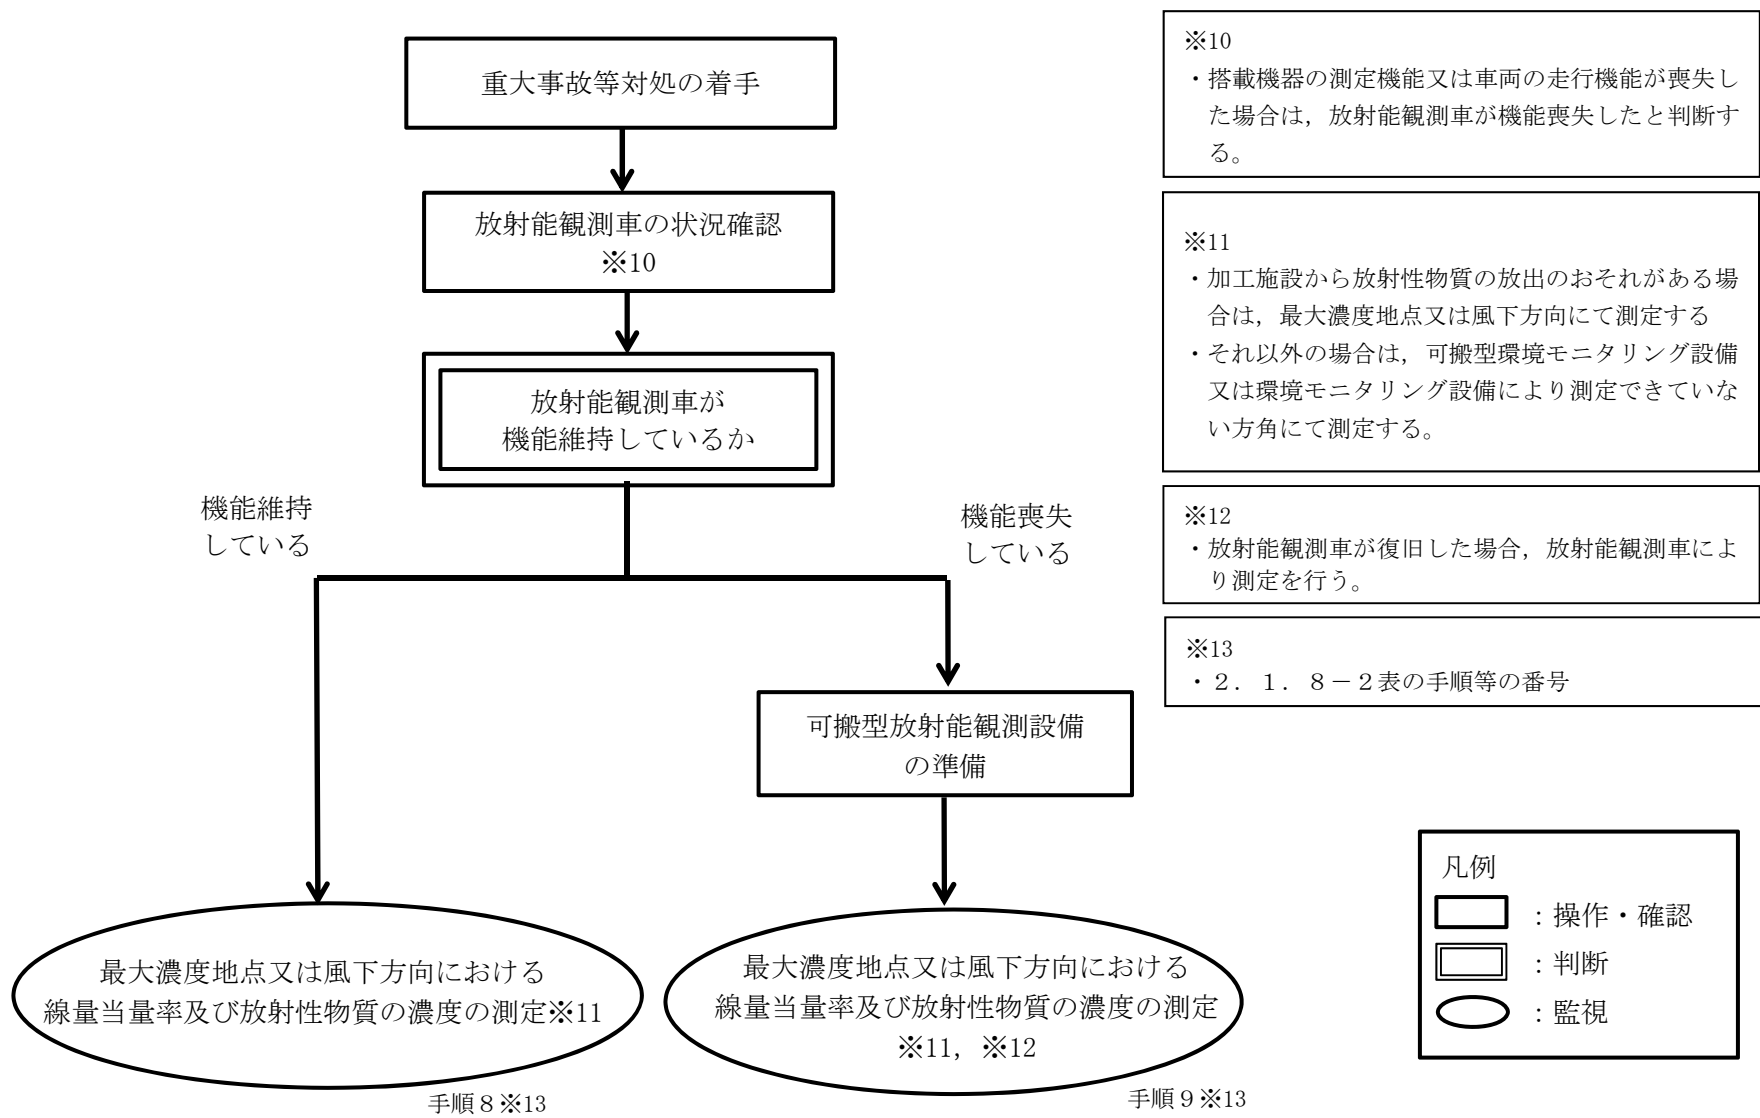 重大事故等対処の着手
放射能観測車の状況確認
※10
放射能観測車が
機能維持しているか
機能維持
している
機能喪失
している
可搬型放射能観測設備
の準備
最大濃度地点又は風下方向における
線量当量率及び放射性物質の濃度の測定※11
手順８※13
最大濃度地点又は風下方向における
線量当量率及び放射性物質の濃度の測定
※11，※12
手順９※13
※10
・搭載機器の測定機能又は車両の走行機能が喪失し
た場合は，放射能観測車が機能喪失したと判断す
る。
※11
・加工施設から放射性物質の放出のおそれがある場
合は，最大濃度地点又は風下方向にて測定する
・それ以外の場合は，可搬型環境モニタリング設備
又は環境モニタリング設備により測定できていな
い方角にて測定する。
※12
・放射能観測車が復旧した場合，放射能観測車によ
り測定を行う。
※13
・２．１．８－２表の手順等の番号
凡例
：操作・確認
：判断
：監視